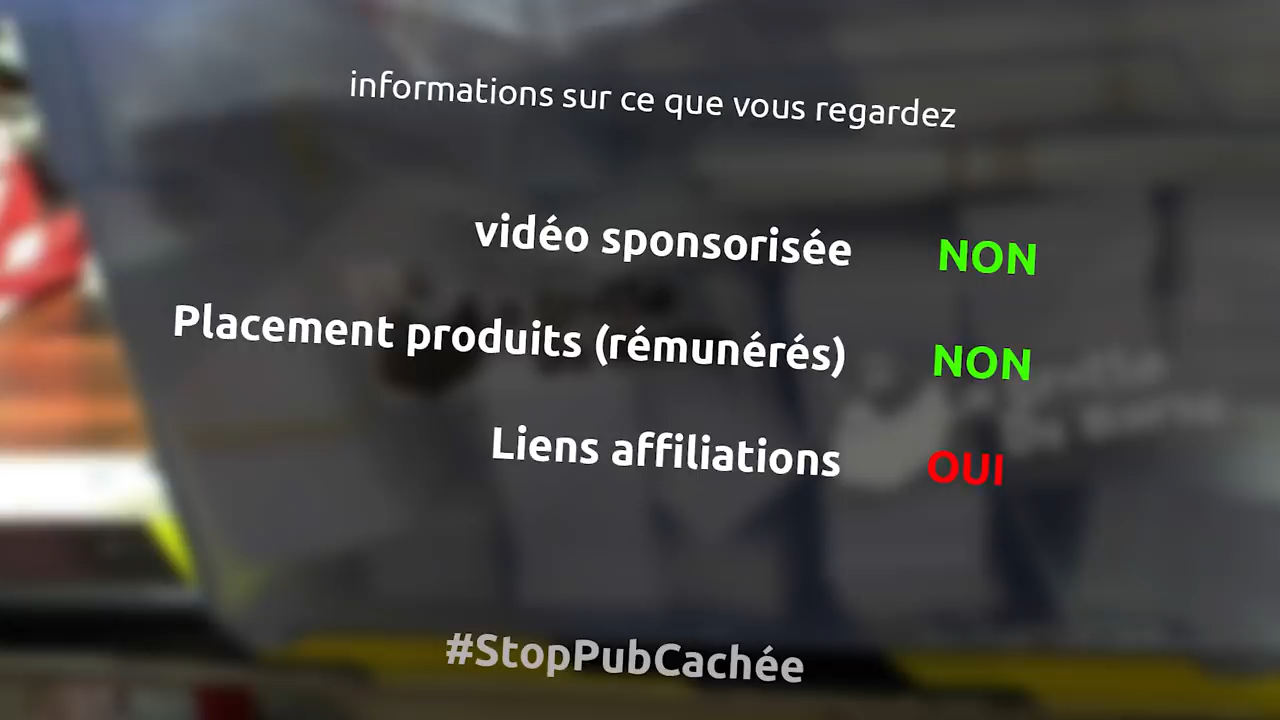 informations sur ce que vous regardez
vidéo sponsorisée NON
Placement produits (rémunérés) NON
Liens affiliations OUI
#StopPubCachée